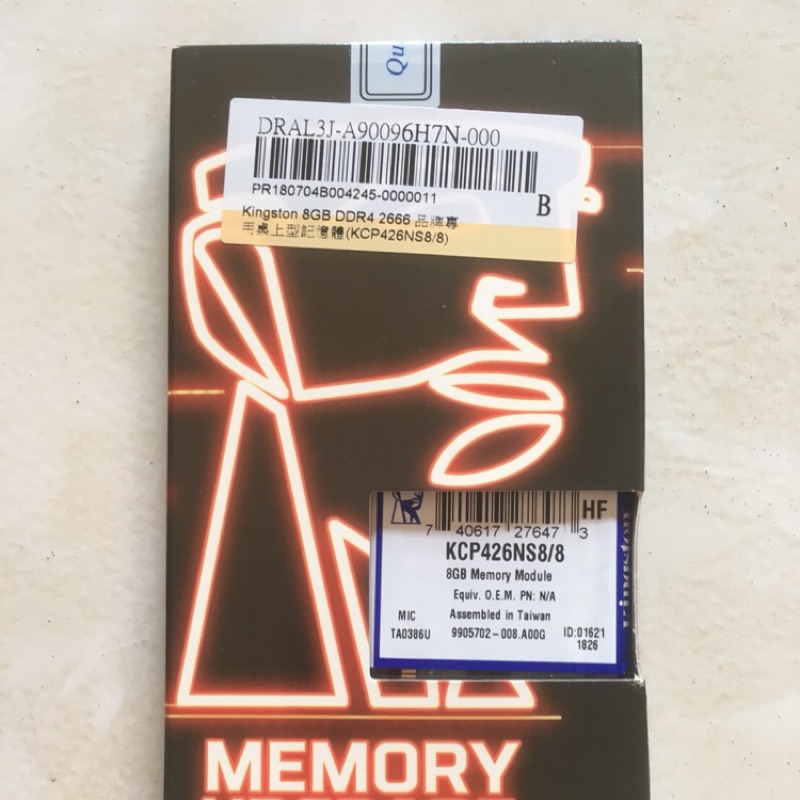 Qu
DRAL3J-A90096H7N-000
PR180704B004245-0000011
B
Kingston 8GB DDR4 2666 品牌專
用桌上型記憶體(KCP426NS8/8)
HF
7 40617 27647 3
KCP426NS8/8
8GB Memory Module
Equiv. O.E.M. PN: N/A
MIC Assembled in Taiwan
TA0386U 9905702-008.A00G ID:01621
1826
Kingston
MEMORY